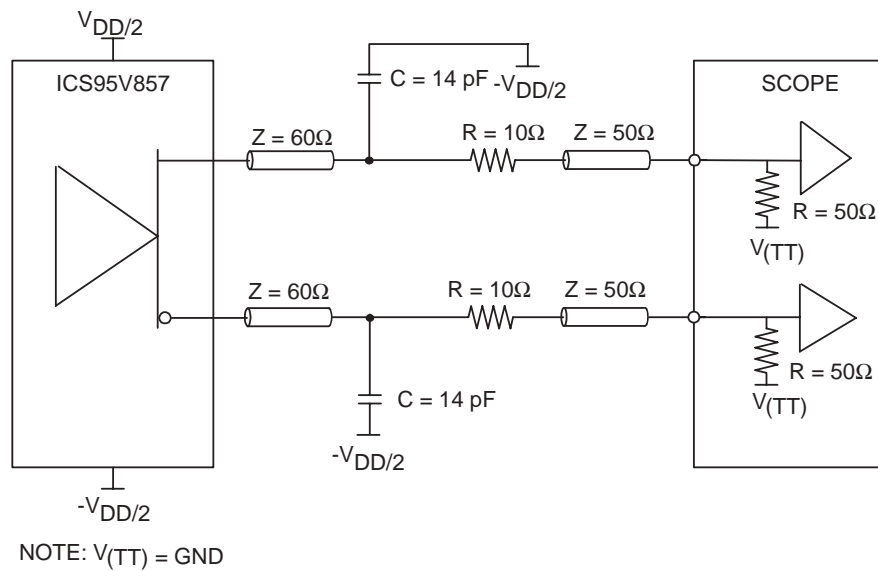 VDD/2
ICS95V857
C = 14 pF
-VDD/2
SCOPE
Z = 60Ω
R = 10Ω
Z = 50Ω
R = 50Ω
V(TT)
Z = 60Ω
R = 10Ω
Z = 50Ω
R = 50Ω
V(TT)
C = 14 pF
-VDD/2
-VDD/2
NOTE: V(TT) = GND